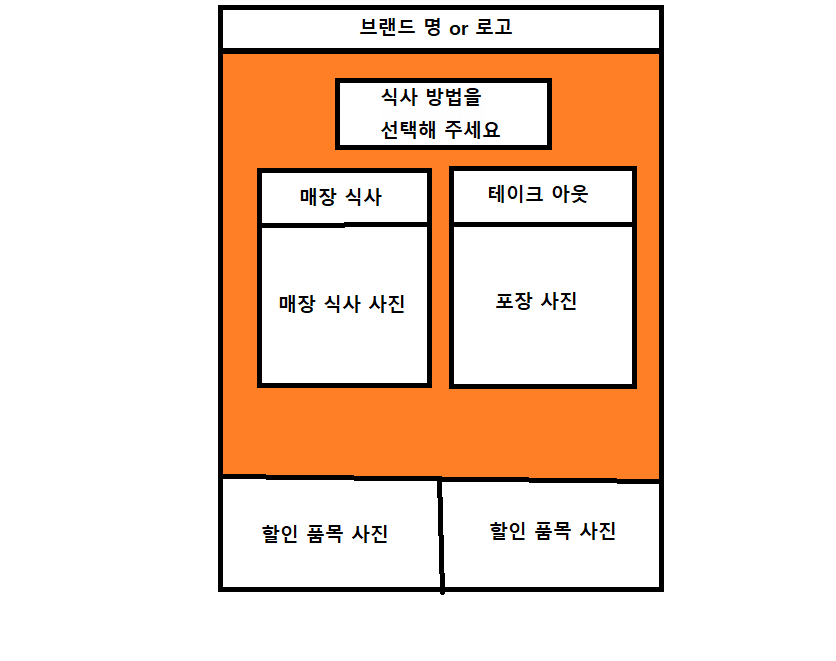 브랜드 명 or 로고
식사 방법을
선택해 주세요
매장 식사
테이크 아웃
매장 식사 사진
포장 사진
할인 품목 사진
할인 품목 사진